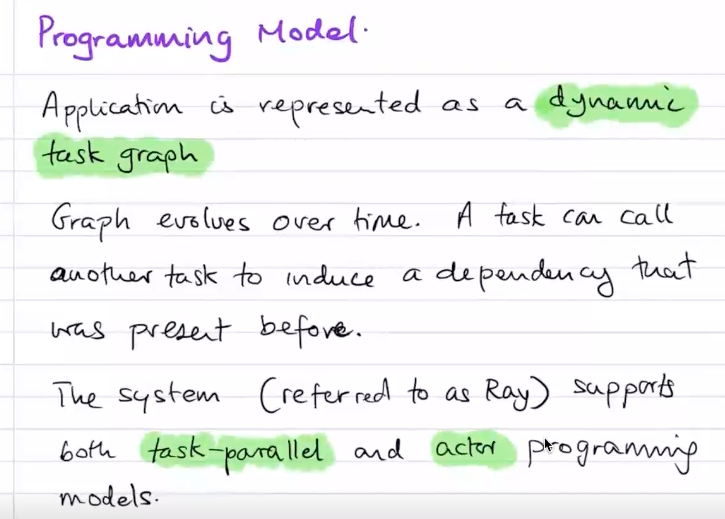 Programming Model.
Application is represented as a dynamic
task graph
Graph evolves over time. A task can call
another task to induce a dependency that
was present before.
The system (referred to as Ray) supports
both task-parallel and actor programing
models.